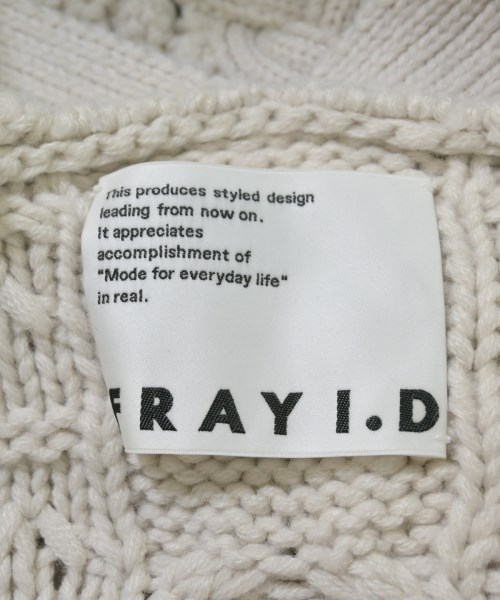 This produces styled design
leading from now on.
It appreciates
accomplishment of
"Mode for everyday life"
in real.
FRAY I.D